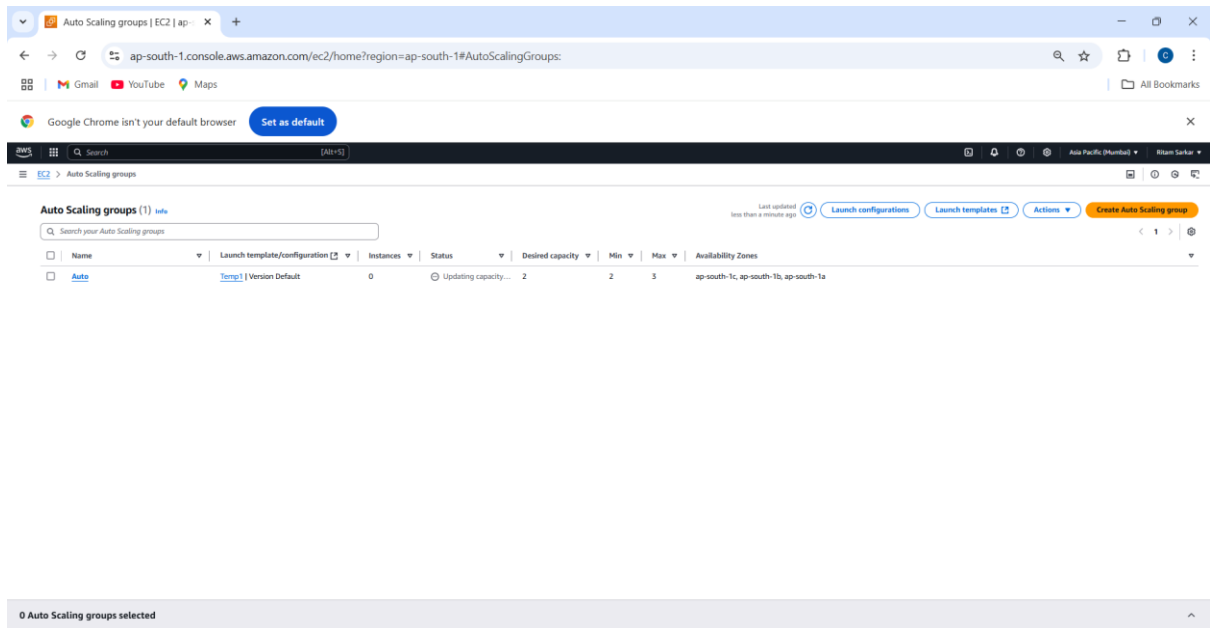 Auto Scaling groups | EC2 | ap-s
ap-south-1.console.aws.amazon.com/ec2/home?region=ap-south-1#AutoScalingGroups:
C
Gmail YouTube Maps All Bookmarks
Google Chrome isn't your default browser Set as default
aws Search [Alt+S] Asia Pacific (Mumbai) Ritam Sarkar
EC2 > Auto Scaling groups
Auto Scaling groups (1) Info Last updated less than a minute ago Launch configurations Launch templates Actions Create Auto Scaling group
Search your Auto Scaling groups 1
Name Launch template/configuration Instances Status Desired capacity Min Max Availability Zones
Auto Temp1 | Version Default 0 Updating capacity... 2 2 3 ap-south-1c, ap-south-1b, ap-south-1a
0 Auto Scaling groups selected